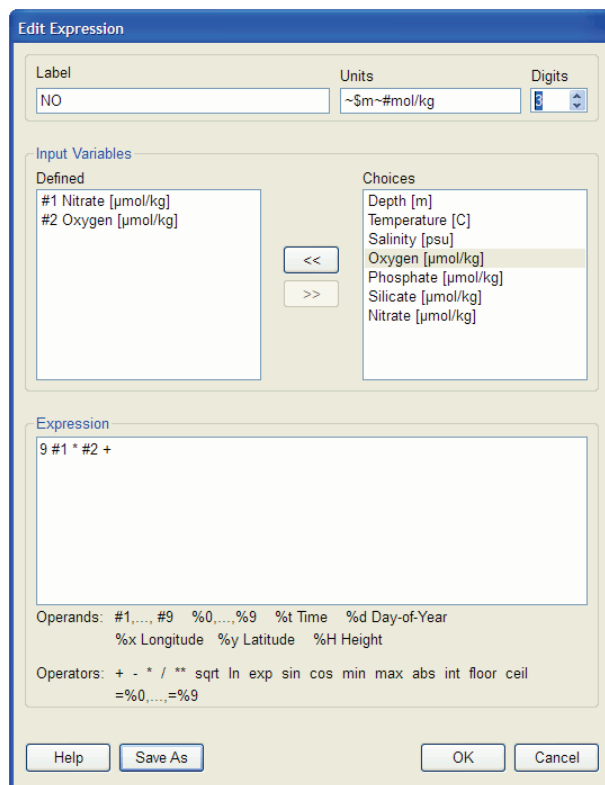 Edit Expression
Label Units Digits
NO ~$m~#mol/kg 3
Input Variables
Defined Choices
#1 Nitrate [µmol/kg]
#2 Oxygen [µmol/kg]
<<
>>
Depth [m]
Temperature [C]
Salinity [psu]
Oxygen [µmol/kg]
Phosphate [µmol/kg]
Silicate [µmol/kg]
Nitrate [µmol/kg]
Expression
9 #1 * #2 +
Operands: #1,..., #9 %0,...,%9 %t Time %d Day-of-Year
%x Longitude %y Latitude %H Height
Operators: + - * / ** sqrt ln exp sin cos min max abs int floor ceil
=%0,...,=%9
Help Save As OK Cancel